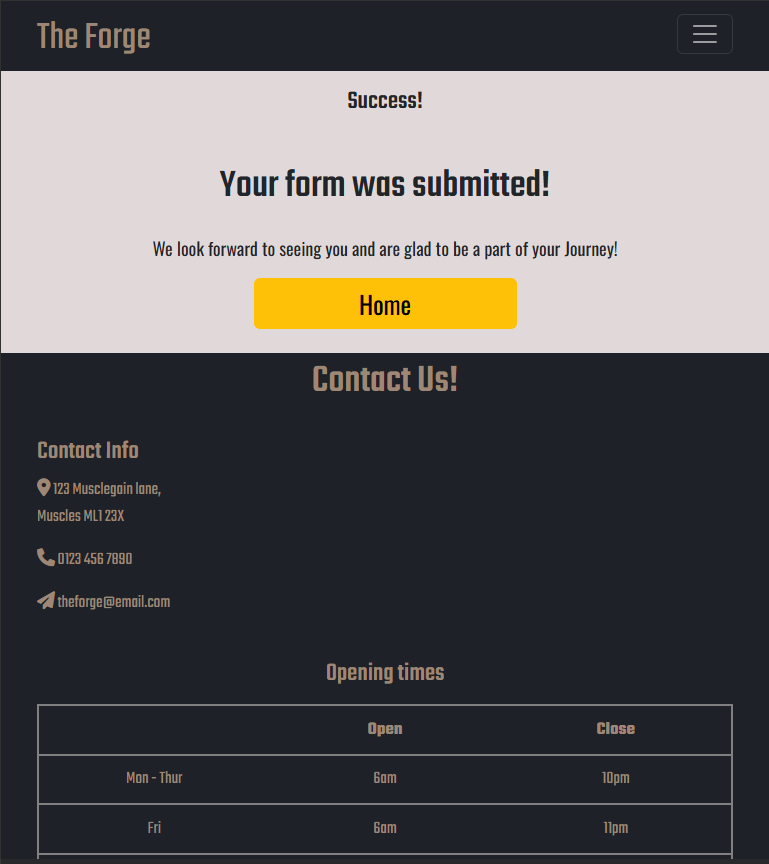 The Forge
Success!
Your form was submitted!
We look forward to seeing you and are glad to be a part of your Journey!
Home
Contact Us!
Contact Info
123 Musclegain lane,
Muscles ML1 23X
0123 456 7890
theforge@email.com
Opening times
Open Close
Mon - Thur 6am 10pm
Fri 6am 11pm